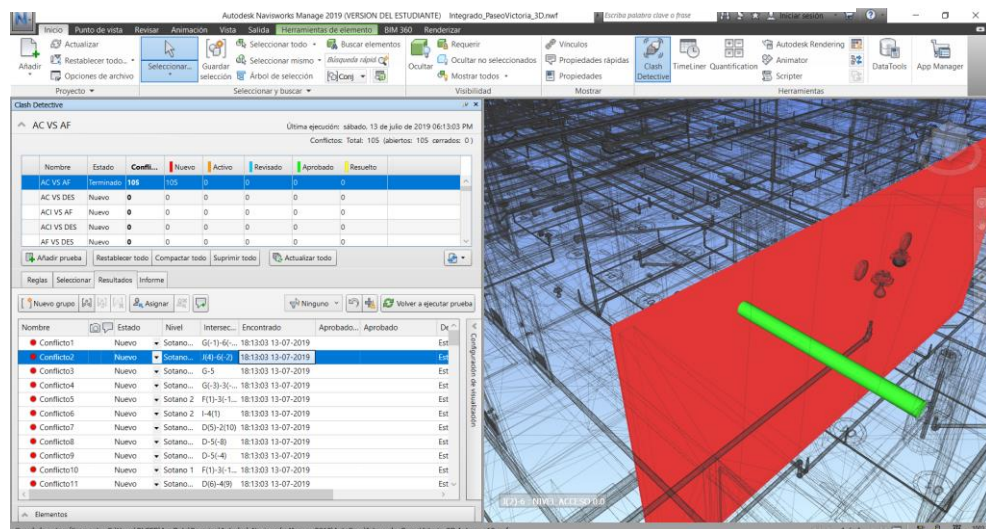 Autodesk Navisworks Manage 2019 (VERSION DEL ESTUDIANTE) Integrado_PaseoVictoria_3D.nwf
Escriba palabra clave o frase
Iniciar sesión
Inicio Punto de vista Revisar Animación Vista Salida Herramientas de elemento BIM 360 Renderizar
Añadir
Actualizar
Restablecer todo...
Opciones de archivo
Proyecto
Seleccionar...
Guardar selección
Seleccionar todo
Seleccionar mismo
Árbol de selección
Buscar elementos
Búsqueda rápida
Conj
Seleccionar y buscar
Ocultar
Requerir
Ocultar no seleccionados
Mostrar todos
Visibilidad
Vínculos
Propiedades rápidas
Propiedades
Mostrar
Clash Detective
TimeLiner
Quantification
Autodesk Rendering
Animator
Scripter
Herramientas
DataTools
App Manager
Clash Detective
AC VS AF
Última ejecución: sábado, 13 de julio de 2019 06:13:03 PM
Conflictos: Total: 105 (abiertos: 105 cerrados: 0)
Nombre Estado Confli... Nuevo Activo Revisado Aprobado Resuelto
AC VS AF Terminado 105 105 0 0 0 0
AC VS DES Nuevo 0 0 0 0 0 0
ACI VS AF Nuevo 0 0 0 0 0 0
ACI VS DES Nuevo 0 0 0 0 0 0
AF VS DES Nuevo 0 0 0 0 0 0
Añadir prueba Restablecer todo Compactar todo Suprimir todo Actualizar todo
Reglas Seleccionar Resultados Informe
Nuevo grupo Asignar Ninguno Volver a ejecutar prueba
Nombre Estado Nivel Intersec... Encontrado Aprobado... Aprobado De
Conflicto1 Nuevo Sotano... G(-1)-6(-... 18:13:03 13-07-2019 Est
Conflicto2 Nuevo Sotano... J(4)-6(-2) 18:13:03 13-07-2019 Est
Conflicto3 Nuevo Sotano... G-5 18:13:03 13-07-2019 Est
Conflicto4 Nuevo Sotano... G(-3)-3(-... 18:13:03 13-07-2019 Est
Conflicto5 Nuevo Sotano 2 F(1)-3(-1... 18:13:03 13-07-2019 Est
Conflicto6 Nuevo Sotano 2 I-4(1) 18:13:03 13-07-2019 Est
Conflicto7 Nuevo Sotano... D(5)-2(10) 18:13:03 13-07-2019 Est
Conflicto8 Nuevo Sotano... D-5(-8) 18:13:03 13-07-2019 Est
Conflicto9 Nuevo Sotano... D-5(-4) 18:13:03 13-07-2019 Est
Conflicto10 Nuevo Sotano 1 F(1)-3(-1... 18:13:03 13-07-2019 Est
Conflicto11 Nuevo Sotano... D(6)-4(9) 18:13:03 13-07-2019 Est
Configuración de visualización
Elementos
J(2)-6 : NIVEL ACCESO 0.0